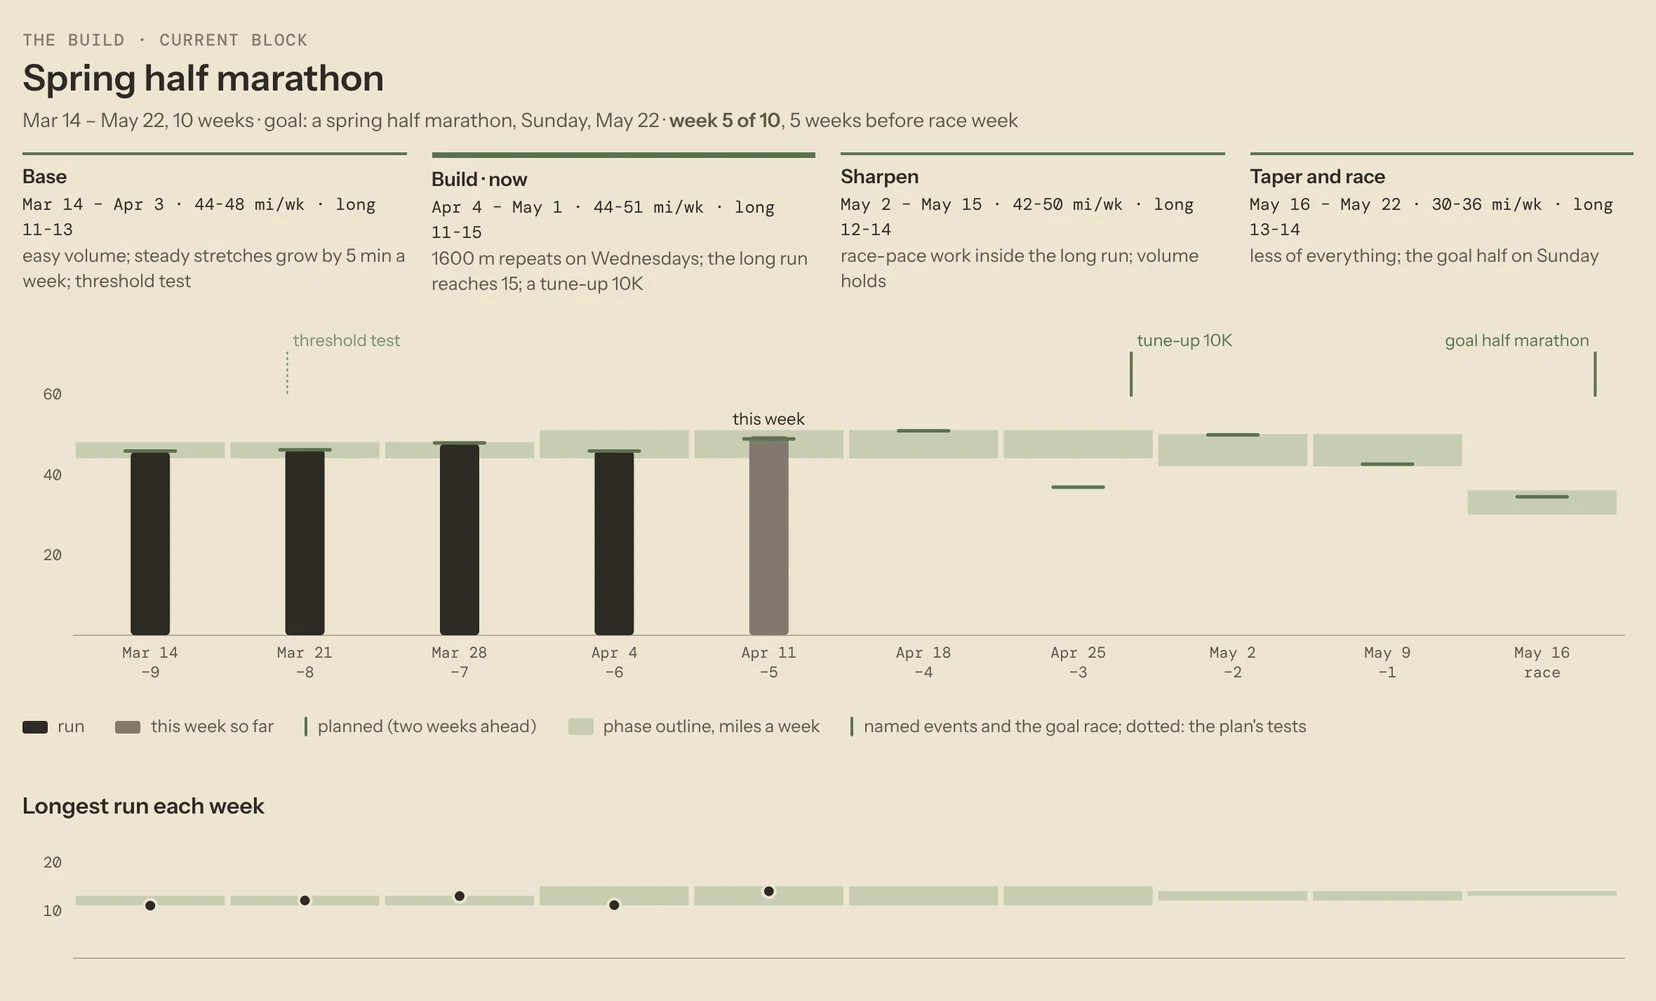 THE BUILD · CURRENT BLOCK
Spring half marathon
Mar 14 – May 22, 10 weeks · goal: a spring half marathon, Sunday, May 22 · week 5 of 10, 5 weeks before race week
Base
Mar 14 – Apr 3 · 44-48 mi/wk · long
11-13
easy volume; steady stretches grow by 5 min a
week; threshold test
Build · now
Apr 4 – May 1 · 44-51 mi/wk · long
11-15
1600 m repeats on Wednesdays; the long run
reaches 15; a tune-up 10K
Sharpen
May 2 – May 15 · 42-50 mi/wk · long
12-14
race-pace work inside the long run; volume
holds
Taper and race
May 16 – May 22 · 30-36 mi/wk · long
13-14
less of everything; the goal half on Sunday
threshold test
tune-up 10K
goal half marathon
60
this week
40
20
Mar 14 Mar 21 Mar 28 Apr 4 Apr 11 Apr 18 Apr 25 May 2 May 9 May 16
−9 −8 −7 −6 −5 −4 −3 −2 −1 race
run this week so far planned (two weeks ahead) phase outline, miles a week named events and the goal race; dotted: the plan's tests
Longest run each week
20
10